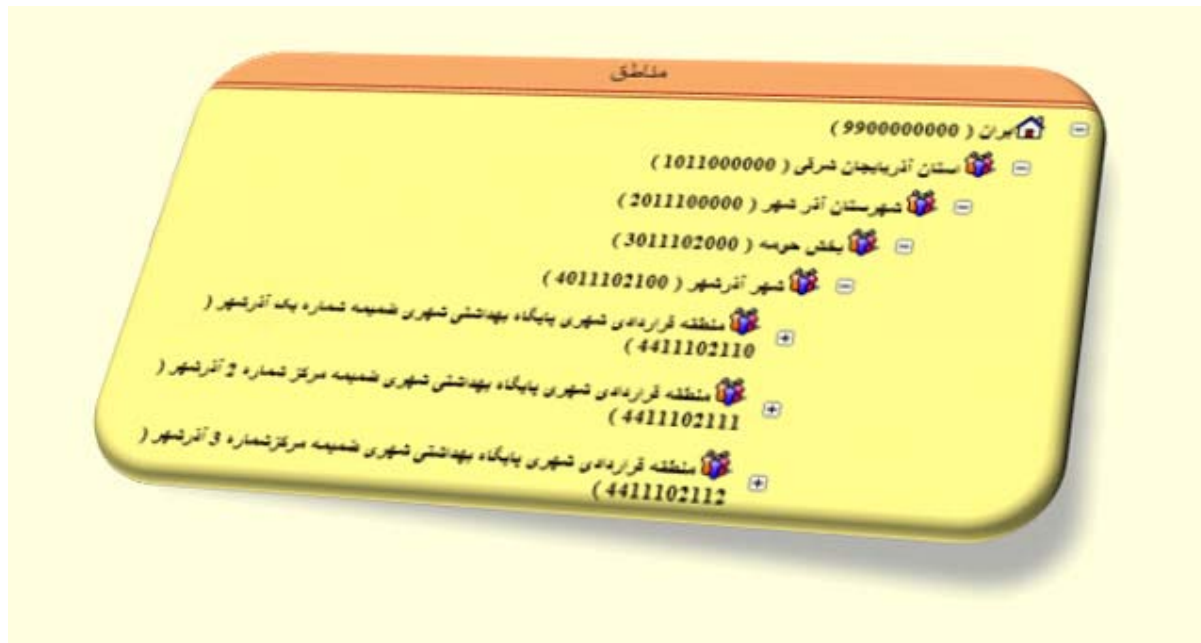 مناطق
ایران ( 9900000000 )
استان آذربایجان شرقی ( 1011000000 )
شهرستان آذر شهر ( 2011100000 )
بخش حومه ( 3011102000 )
شهر آذرشهر ( 4011102100 )
منطقه قراردادی شهری پایگاه بهداشتی شهری ضمیمه شماره یک آذرشهر (
4411102110 )
منطقه قراردادی شهری پایگاه بهداشتی شهری ضمیمه مرکز شماره 2 آذرشهر (
4411102111 )
منطقه قراردادی شهری پایگاه بهداشتی شهری ضمیمه مرکزشماره 3 آذرشهر (
4411102112 )